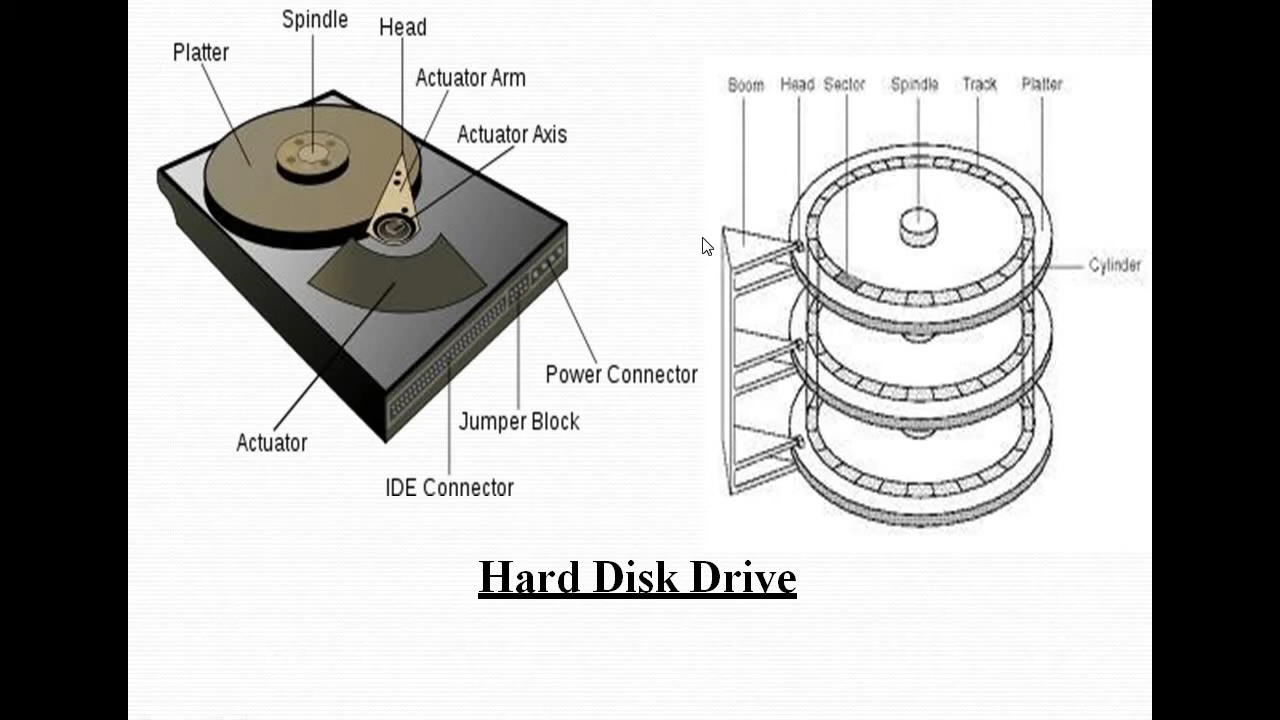 Spindle
Head
Platter
Actuator Arm
Actuator Axis
Power Connector
Jumper Block
Actuator
IDE Connector
Boom Head Sector Spindle Track Platter
Cylinder
Hard Disk Drive